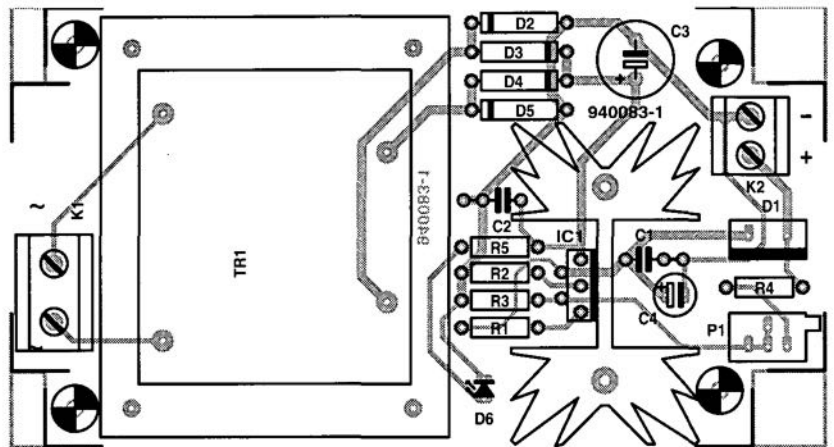 D2
D3
D4
D5
C3
+
940083-1
-
+
K2
D1
~
K1
TR1
940083-1
C2
R5
R2
R3
R1
IC1
C1
+
C4
R4
P1
D6